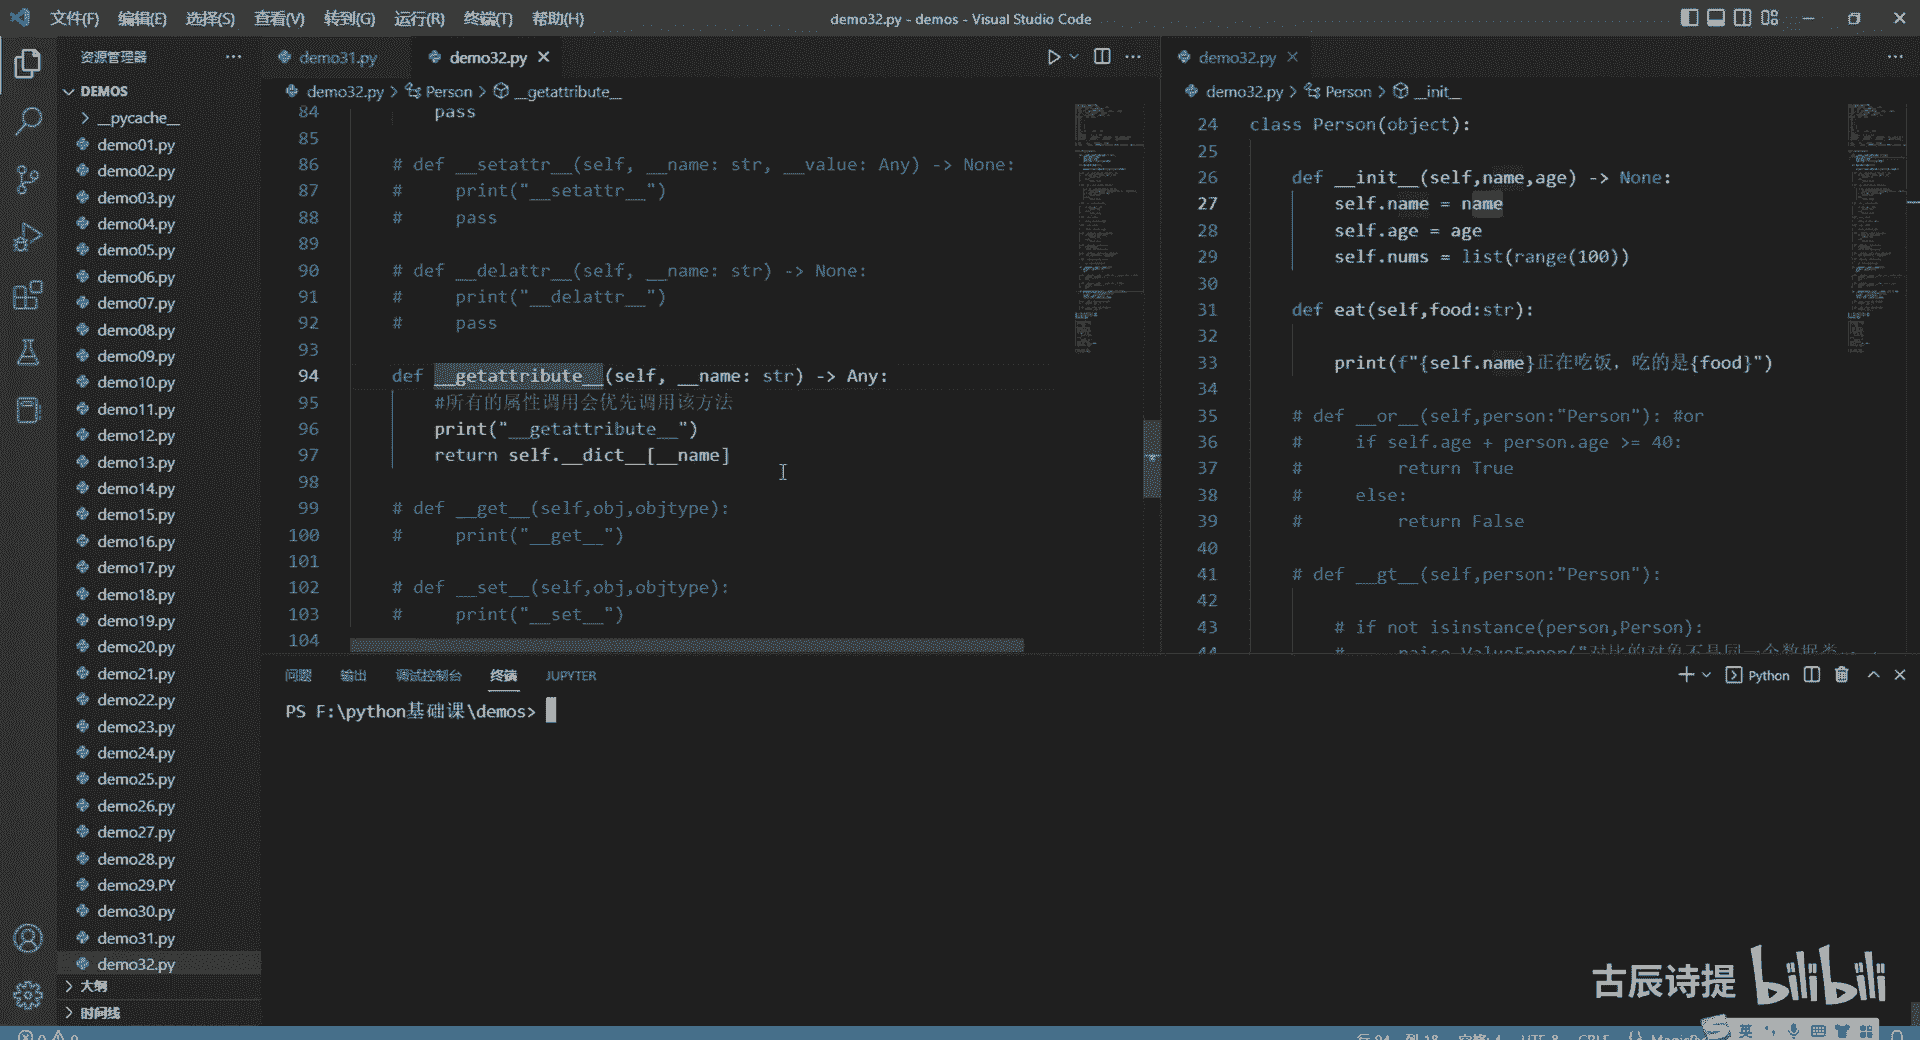 文件(F) 编辑(E) 选择(S) 查看(V) 转到(G) 运行(R) 终端(T) 帮助(H)
demo32.py - demos - Visual Studio Code
资源管理器
DEMOS
__pycache__
demo01.py
demo02.py
demo03.py
demo04.py
demo05.py
demo06.py
demo07.py
demo08.py
demo09.py
demo10.py
demo11.py
demo12.py
demo13.py
demo14.py
demo15.py
demo16.py
demo17.py
demo18.py
demo19.py
demo20.py
demo21.py
demo22.py
demo23.py
demo24.py
demo25.py
demo26.py
demo27.py
demo28.py
demo29.PY
demo30.py
demo31.py
demo32.py
大纲
时间线
demo31.py demo32.py
demo32.py > Person > __getattribute__
84 pass
85
86 # def __setattr__(self, __name: str, __value: Any) -> None:
87 # print("__setattr__")
88 # pass
89
90 # def __delattr__(self, __name: str) -> None:
91 # print("__delattr__")
92 # pass
93
94 def __getattribute__(self, __name: str) -> Any:
95 #所有的属性调用会优先调用该方法
96 print("__getattribute__")
97 return self.__dict__[__name]
98
99 # def __get__(self,obj,objtype):
100 # print("__get__")
101
102 # def __set__(self,obj,objtype):
103 # print("__set__")
104
demo32.py
demo32.py > Person > __init__
24 class Person(object):
25
26 def __init__(self,name,age) -> None:
27 self.name = name
28 self.age = age
29 self.nums = list(range(100))
30
31 def eat(self,food:str):
32
33 print(f"{self.name}正在吃饭，吃的是{food}")
34
35 # def __or__(self,person:"Person"): #or
36 # if self.age + person.age >= 40:
37 # return True
38 # else:
39 # return False
40
41 # def __gt__(self,person:"Person"):
42
43 # if not isinstance(person,Person):
44 # raise ValueError("对比的对象不是同一个数据类
问题 输出 调试控制台 终端 JUPYTER
Python
PS F:\python基础课\demos>
古辰诗提 bilibili
英